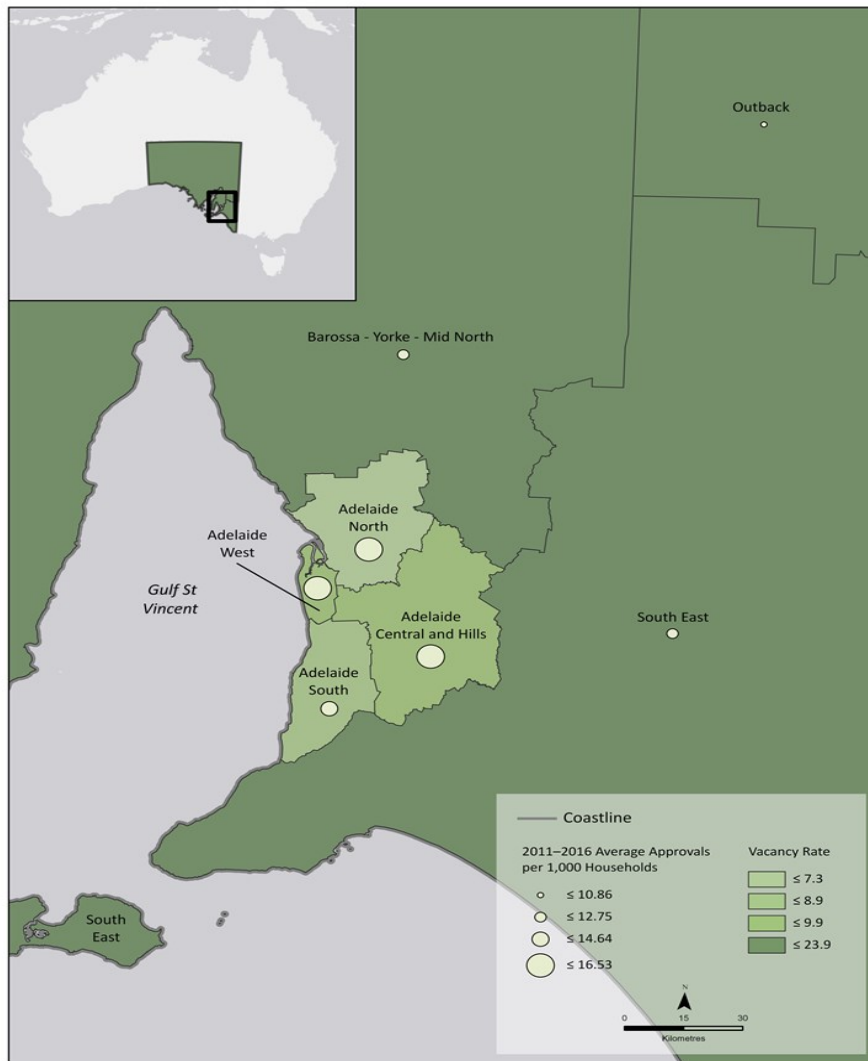 Outback
Barossa - Yorke - Mid North
Adelaide
North
Adelaide
West
Gulf St
Vincent
Adelaide
Central and Hills
South East
Adelaide
South
South
East
Coastline
2011–2016 Average Approvals
per 1,000 Households
≤ 10.86
≤ 12.75
≤ 14.64
≤ 16.53
Vacancy Rate
≤ 7.3
≤ 8.9
≤ 9.9
≤ 23.9
N
0 15 30
Kilometres